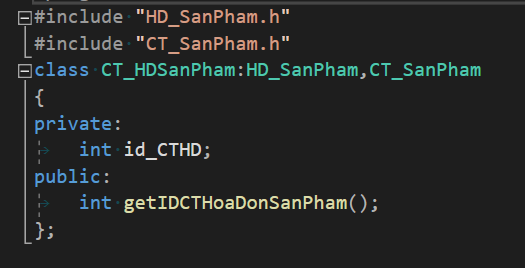 #include "HD_SanPham.h"
#include "CT_SanPham.h"
class CT_HDSanPham:HD_SanPham,CT_SanPham
{
private:
    int id_CTHD;
public:
    int getIDCTHoaDonSanPham();
};